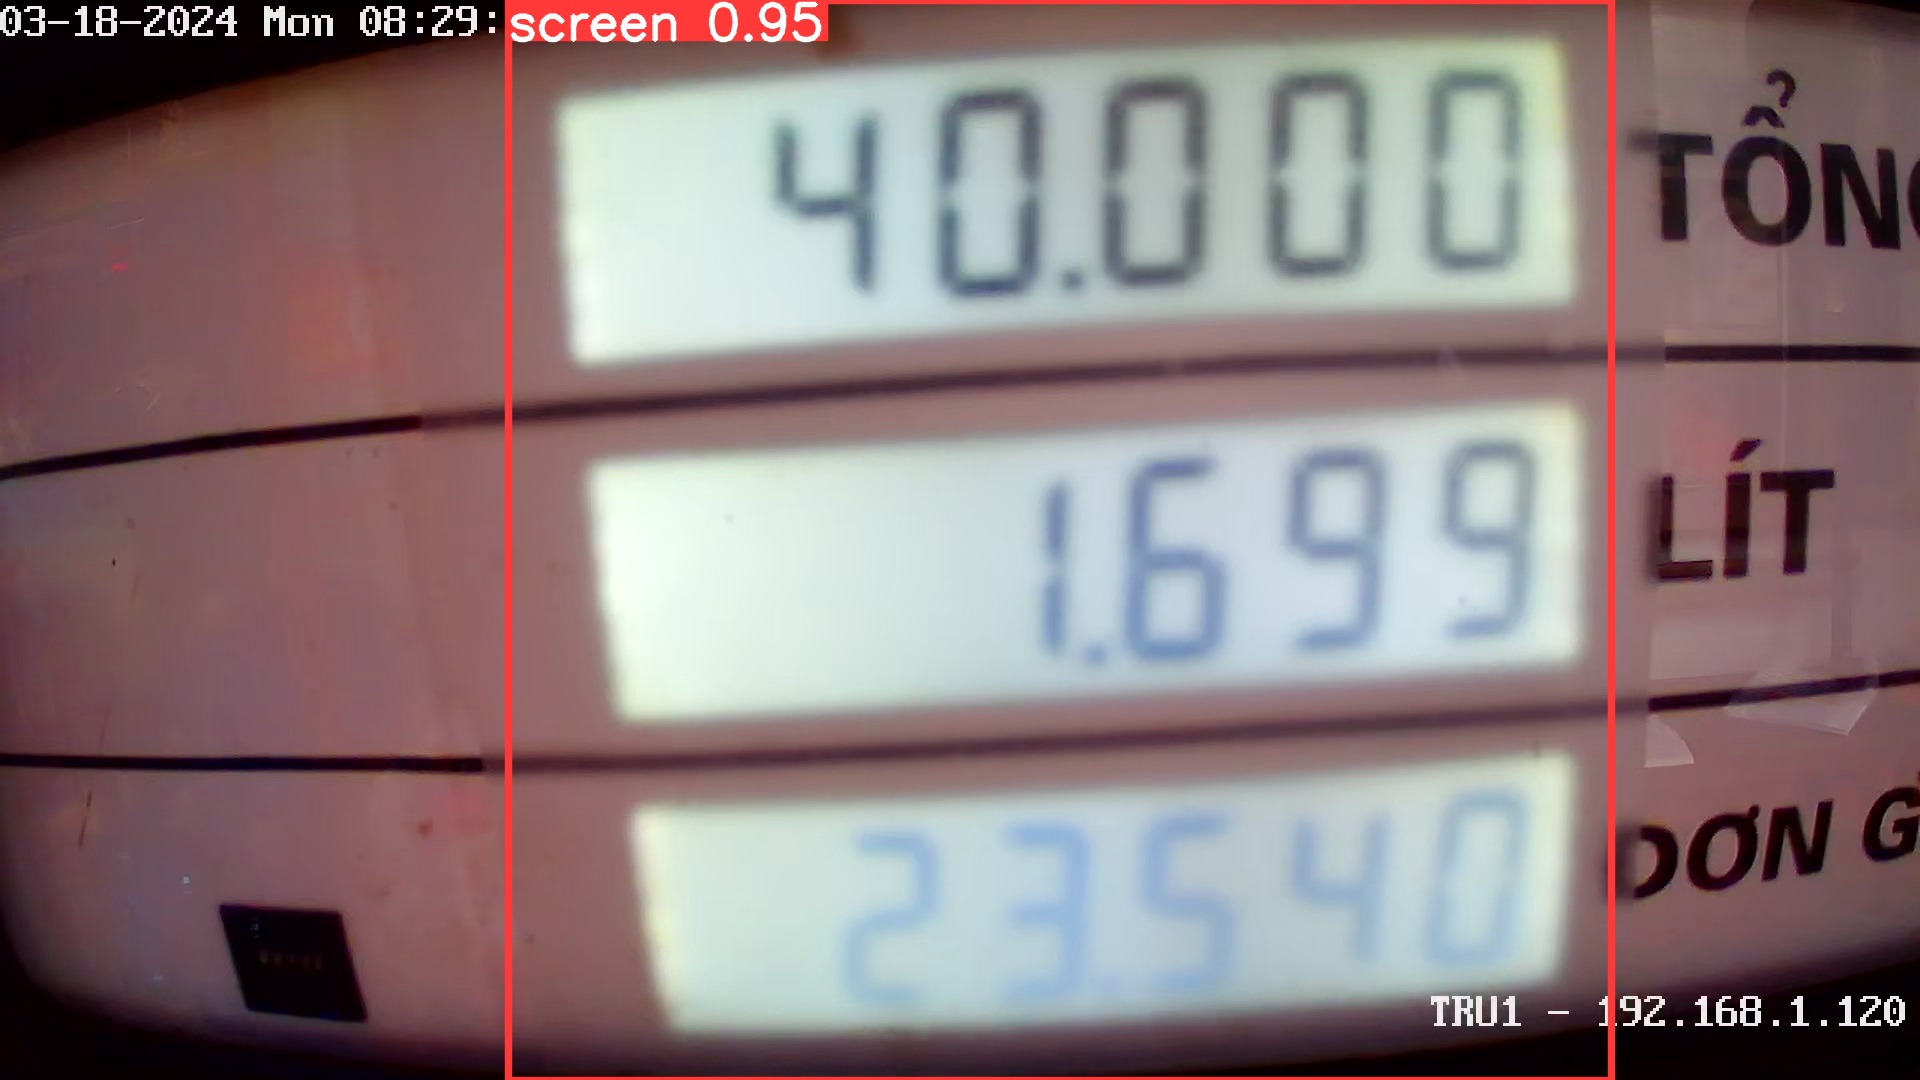 03-18-2024 Mon 08:29:
screen 0.95
40.000
TỔNG
1.699
LÍT
23.540
ĐƠN G
TRU1 - 192.168.1.120